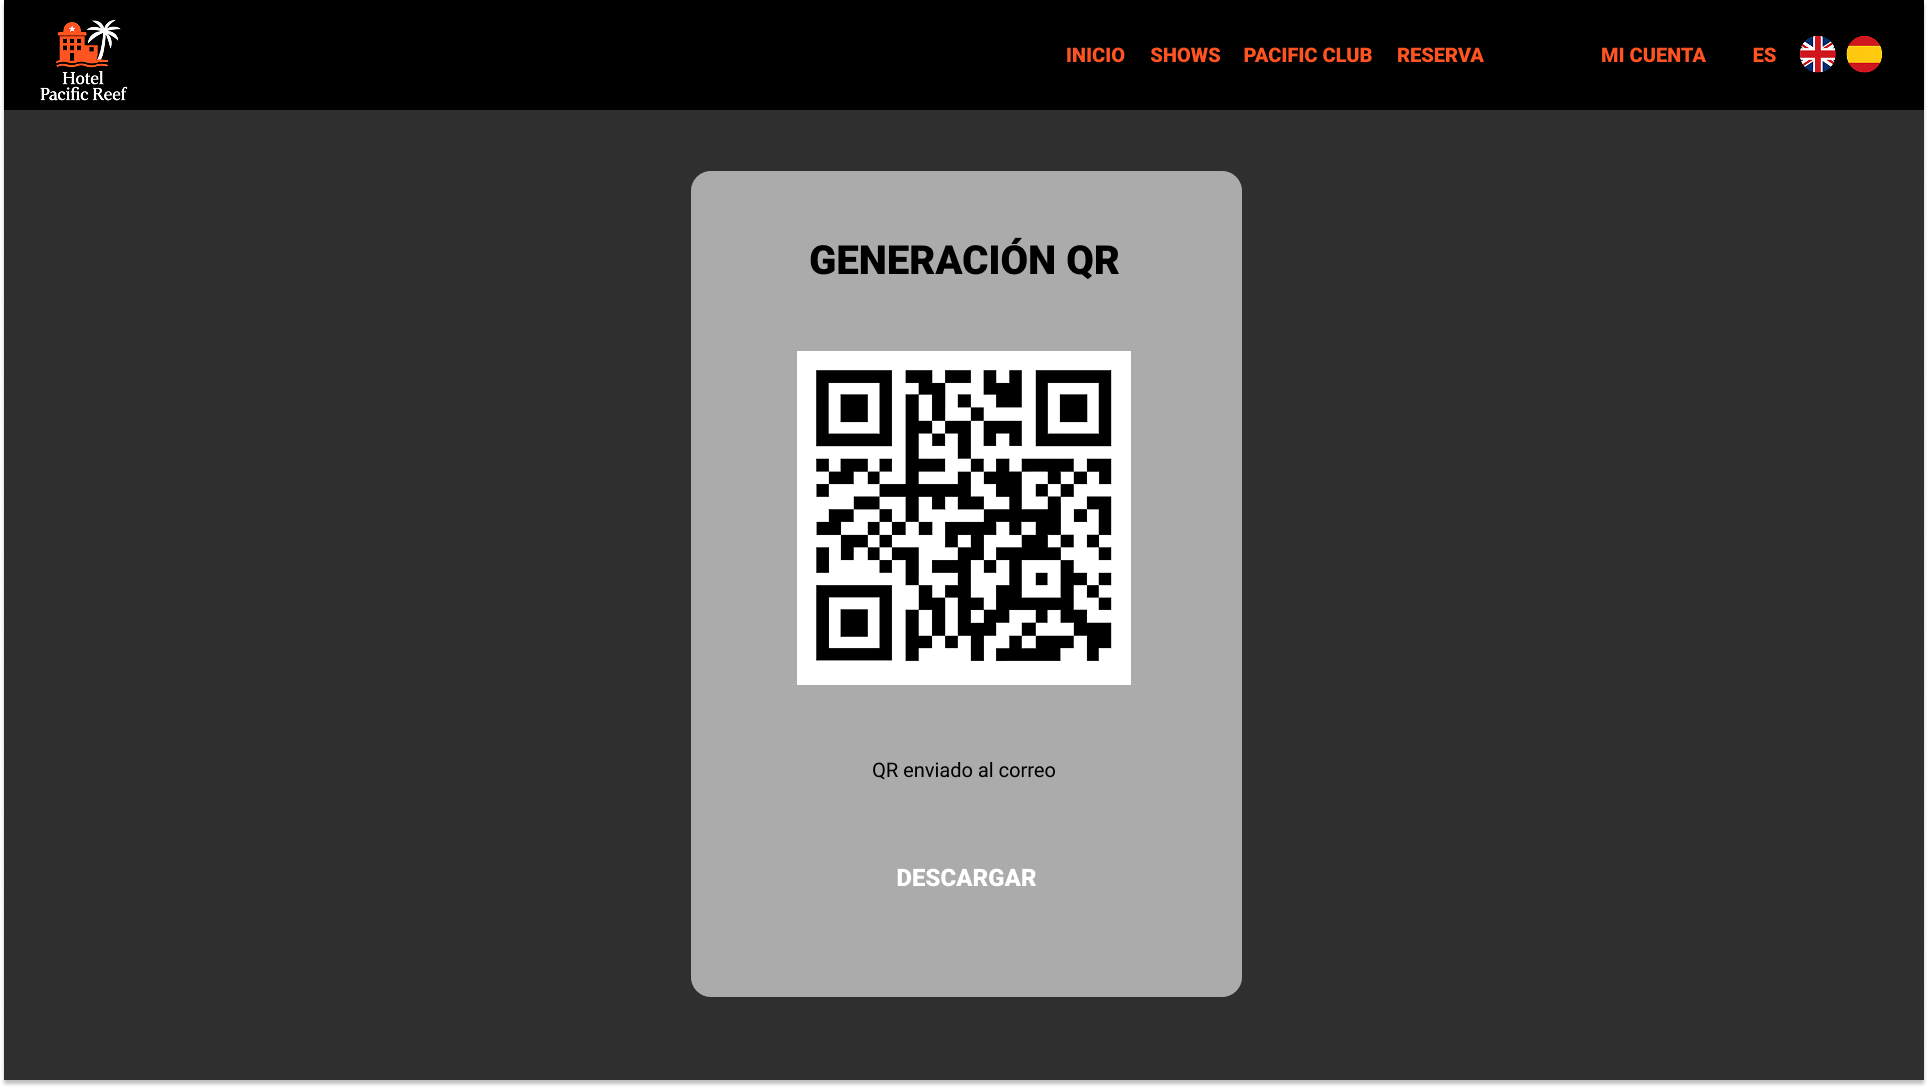 Hotel
Pacific Reef
INICIO SHOWS PACIFIC CLUB RESERVA MI CUENTA ES
GENERACIÓN QR
QR enviado al correo
DESCARGAR